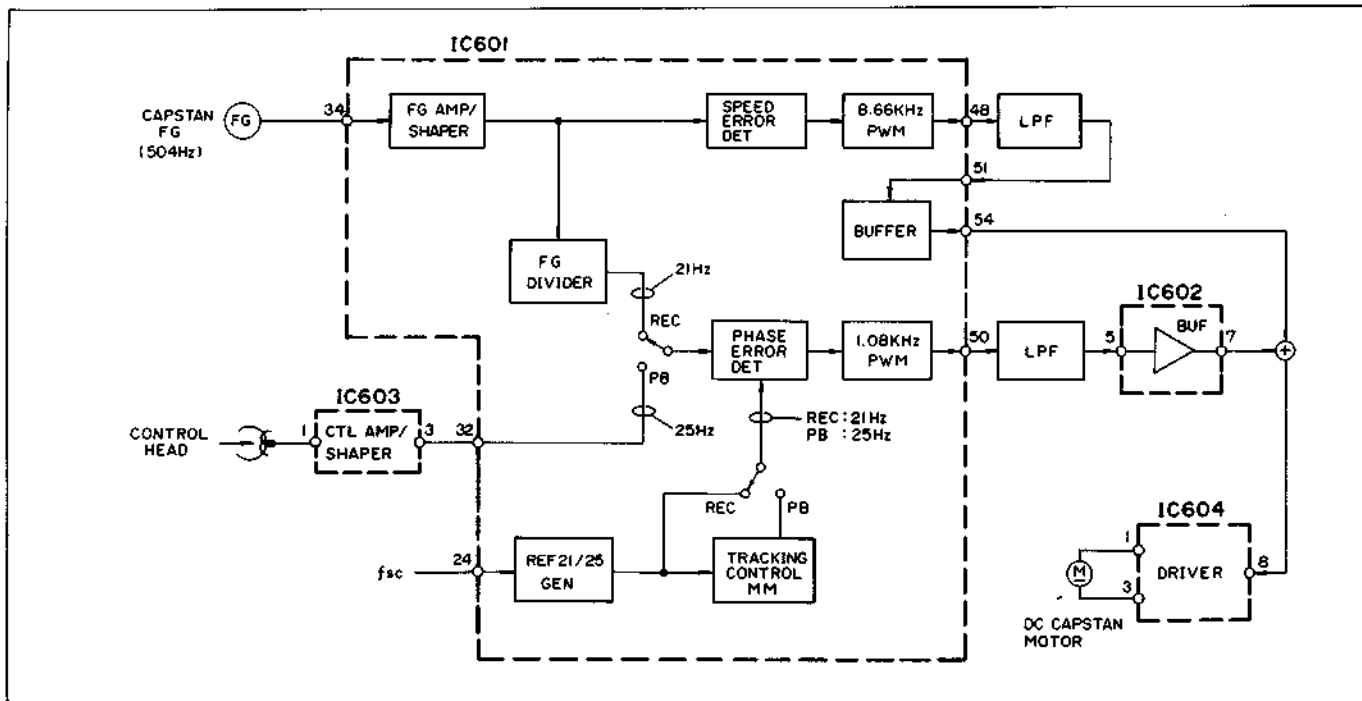 IC601
CAPSTAN
FG
(504Hz)
FG
34
FG AMP/
SHAPER
SPEED
ERROR
DET
8.66KHz
PWM
48
LPF
51
BUFFER
54
FG
DIVIDER
21Hz
REC
PB
25Hz
PHASE
ERROR
DET
1.08KHz
PWM
50
LPF
IC602
5
BUF
7
+
REC:21Hz
PB :25Hz
IC603
CONTROL
HEAD
1
CTL AMP/
SHAPER
3
32
REC
PB
fsc
24
REF21/25
GEN
TRACKING
CONTROL
MM
IC604
1
3
DRIVER
8
M
DC CAPSTAN
MOTOR